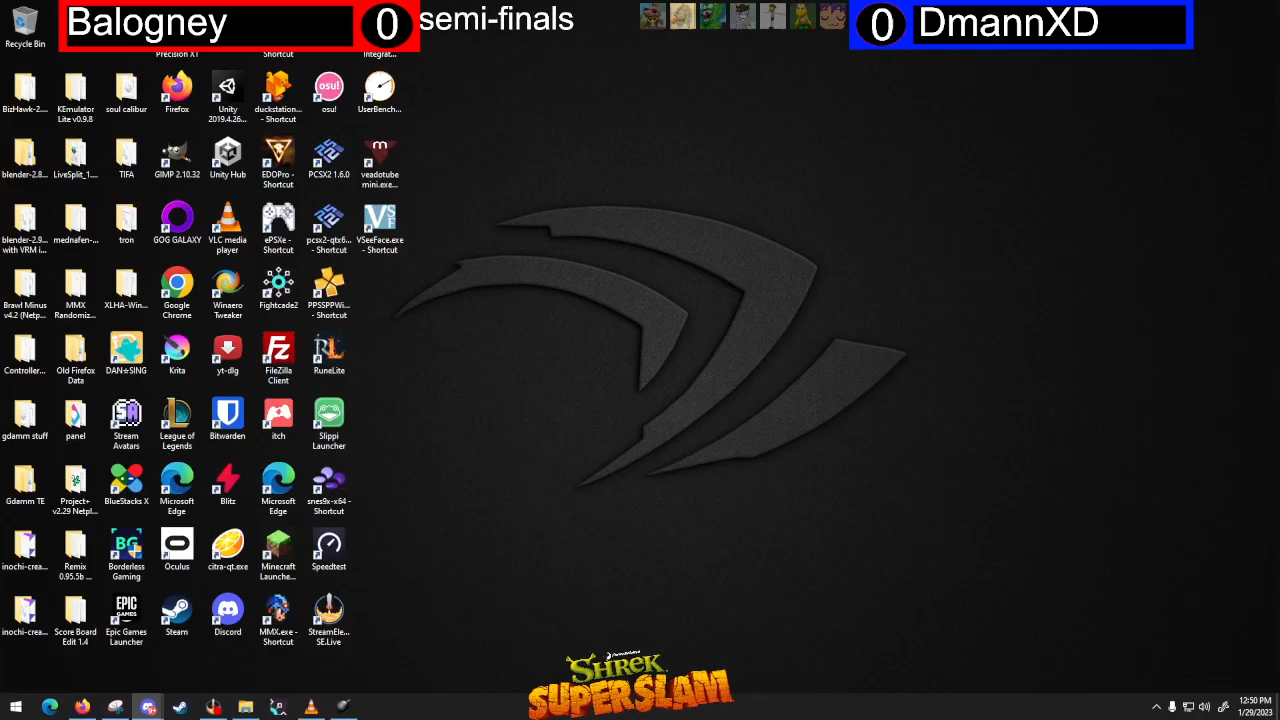 Balogney
0
semi-finals
0
DmannXD
Recycle Bin
Precision X1
Shortcut
Integrat...
BizHawk-2...
KEmulator
Lite v0.9.8
soul calibur
Firefox
Unity
2019.4.26...
duckstation...
- Shortcut
osu!
osu!
UserBench...
blender-2.8...
LiveSplit_1....
TIFA
GIMP 2.10.32
Unity Hub
EDOPro -
Shortcut
PCSX2 1.6.0
veadotube
mini.exe...
blender-2.9...
with VRM i...
mednafen-...
tron
GOG GALAXY
VLC media
player
ePSXe -
Shortcut
pcsx2-qtx6...
- Shortcut
VSeeFace.exe
- Shortcut
Brawl Minus
v4.2 (Netp...
MMX
Randomiz...
XLHA-Win...
Google
Chrome
Winaero
Tweaker
Fightcade2
PPSSPPWi...
- Shortcut
Controller...
Old Firefox
Data
DAN☆SING
Krita
yt-dlg
FileZilla
Client
RuneLite
gdamm stuff
panel
Stream
Avatars
League of
Legends
Bitwarden
itch
Slippi
Launcher
Gdamm TE
Project+
v2.29 Netpl...
BlueStacks X
Microsoft
Edge
Blitz
Microsoft
Edge
snes9x-x64 -
Shortcut
inochi-crea...
Remix
0.95.5b ...
Borderless
Gaming
Oculus
citra-qt.exe
Minecraft
Launche...
Speedtest
inochi-crea...
Score Board
Edit 1.4
Epic Games
Launcher
Steam
Discord
MMX.exe -
Shortcut
StreamEle...
SE.Live
SHREK
SUPERSLAM
12:50 PM
1/29/2023